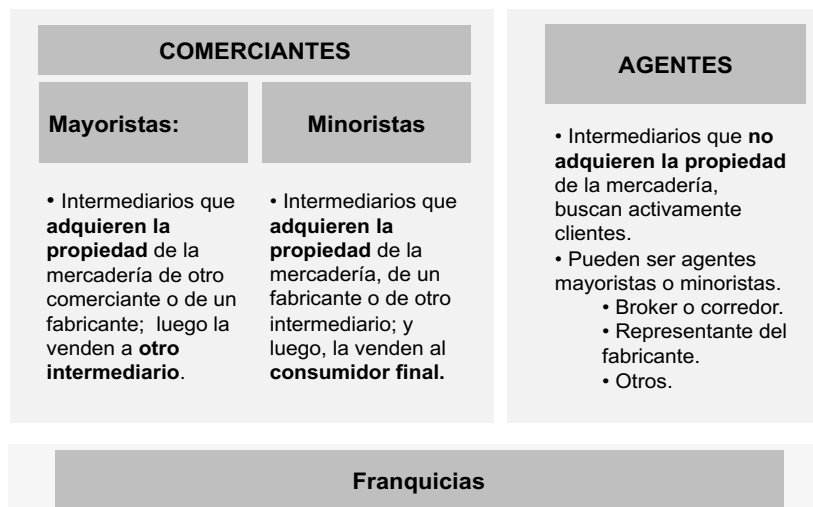 COMERCIANTES
Mayoristas:
• Intermediarios que
adquieren la
propiedad de la
mercadería de otro
comerciante o de un
fabricante; luego la
venden a otro
intermediario.
Minoristas
• Intermediarios que
adquieren la
propiedad de la
mercadería, de un
fabricante o de otro
intermediario; y
luego, la venden al
consumidor final.
AGENTES
• Intermediarios que no
adquieren la propiedad
de la mercadería,
buscan activamente
clientes.
• Pueden ser agentes
mayoristas o minoristas.
• Broker o corredor.
• Representante del
fabricante.
• Otros.
Franquicias